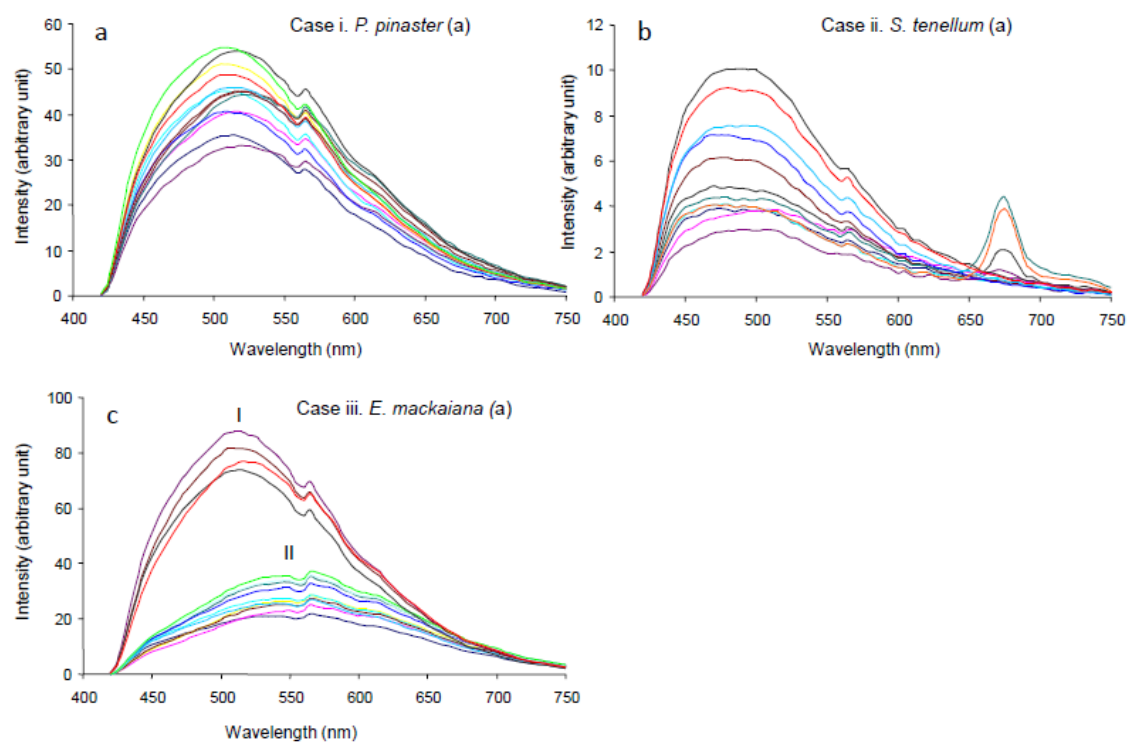 a
Case i. P. pinaster (a)
Intensity (arbitrary unit)
60
50
40
30
20
10
0
400 450 500 550 600 650 700 750
Wavelength (nm)
b
Case ii. S. tenellum (a)
Intensity (arbitrary unit)
12
10
8
6
4
2
0
400 450 500 550 600 650 700 750
Wavelength (nm)
c
Case iii. E. mackaiana (a)
I
II
Intensity (arbitrary unit)
100
80
60
40
20
0
400 450 500 550 600 650 700 750
Wavelength (nm)